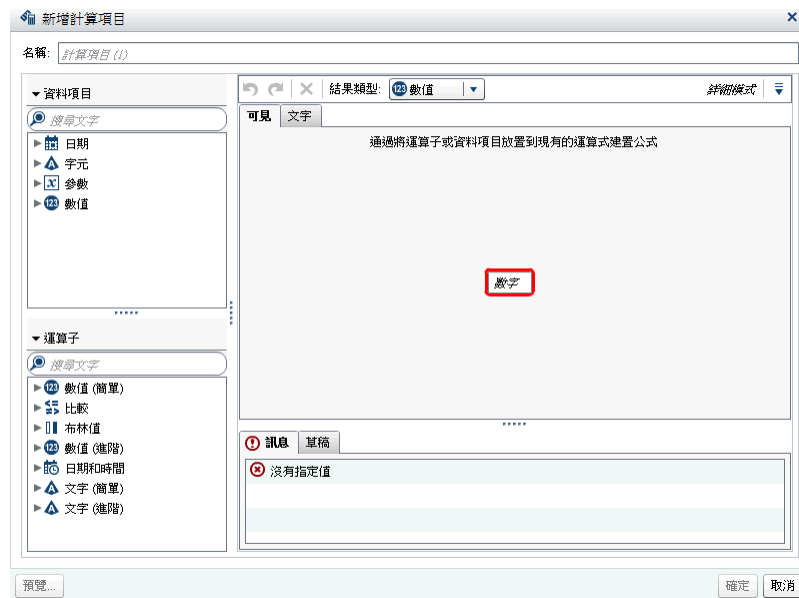 新增計算項目
名稱: 計算項目 (1)
資料項目
搜尋文字
日期
字元
參數
數值
運算子
搜尋文字
數值 (簡單)
比較
布林值
數值 (進階)
日期和時間
文字 (簡單)
文字 (進階)
結果類型: 數值 詳細模式
可見 文字
通過將運算子或資料項目放置到現有的運算式建置公式
數字
訊息 草稿
沒有指定值
預覽... 確定 取消